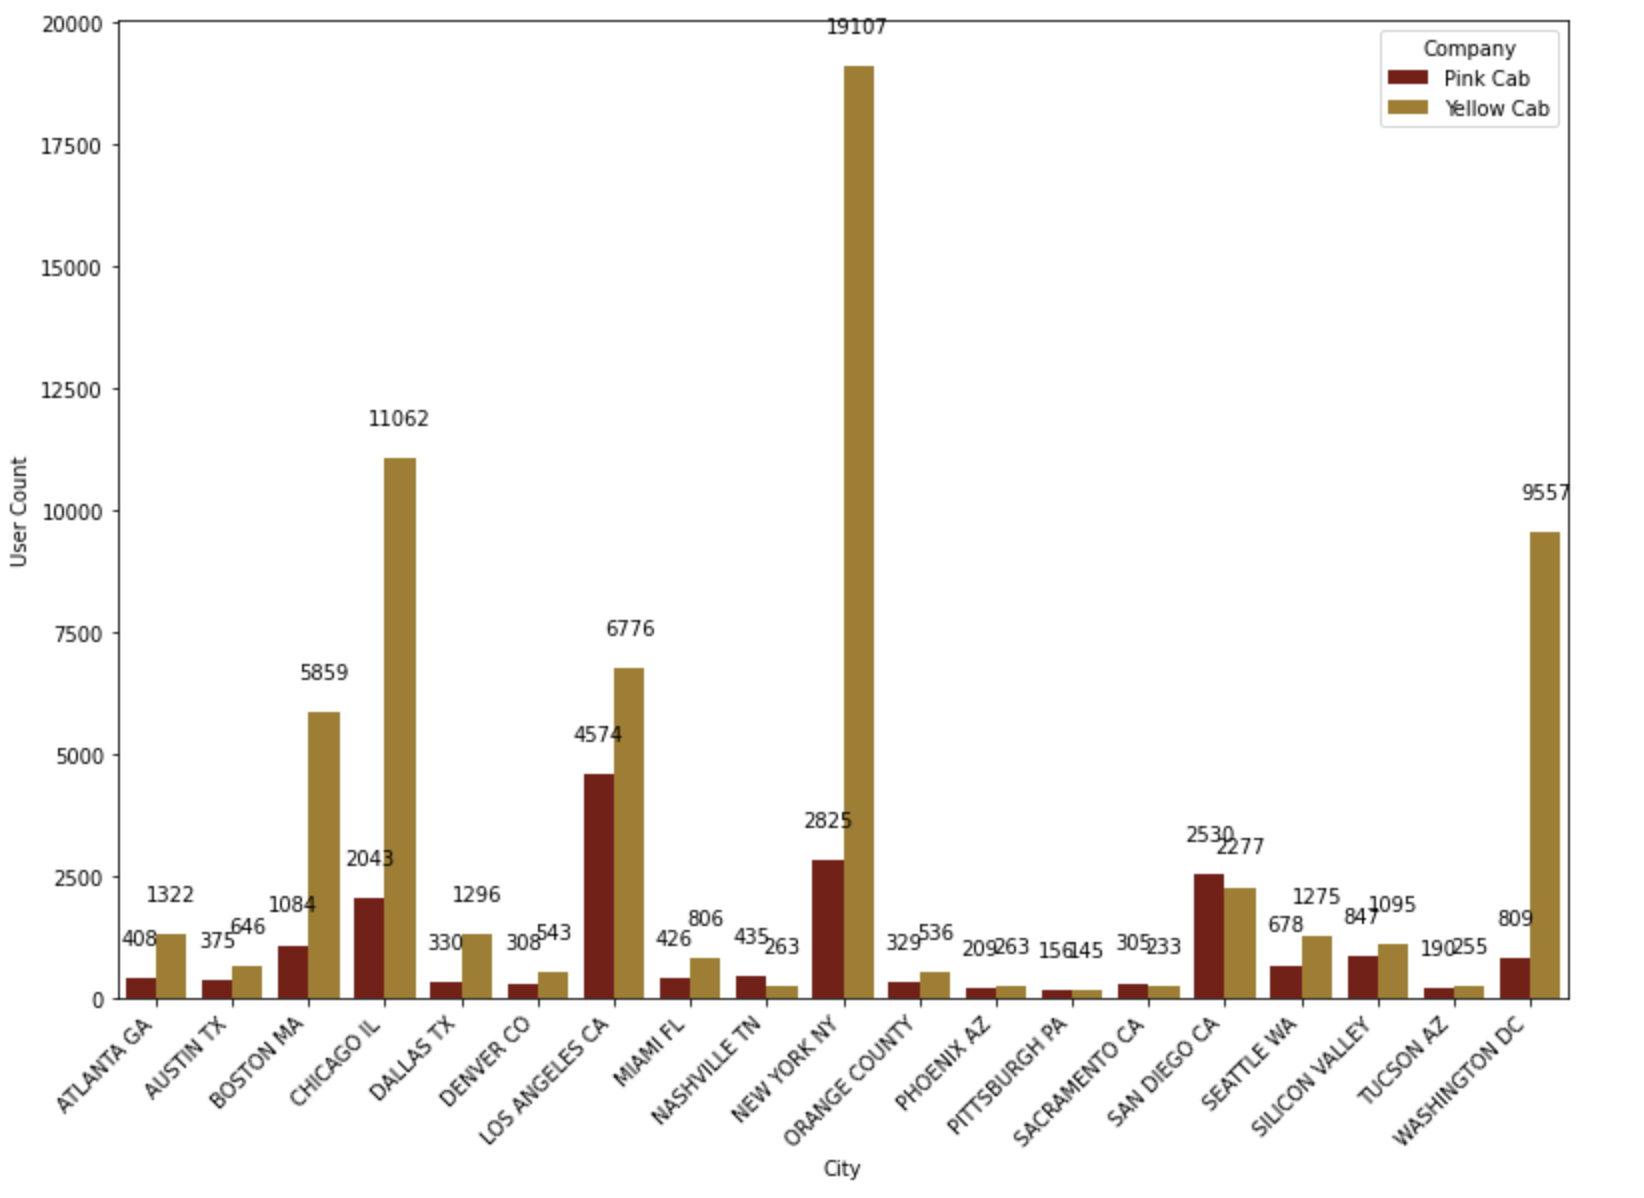 Company
Pink Cab
Yellow Cab
User Count
20000
17500
15000
12500
10000
7500
5000
2500
0
408
1322
375
646
1084
5859
2043
11062
330
1296
308
543
4574
6776
426
806
435
263
2825
19107
329
536
209
263
156
145
305
233
2530
2277
678
1275
847
1095
190
255
809
9557
ATLANTA GA
AUSTIN TX
BOSTON MA
CHICAGO IL
DALLAS TX
DENVER CO
LOS ANGELES CA
MIAMI FL
NASHVILLE TN
NEW YORK NY
ORANGE COUNTY
PHOENIX AZ
PITTSBURGH PA
SACRAMENTO CA
SAN DIEGO CA
SEATTLE WA
SILICON VALLEY
TUCSON AZ
WASHINGTON DC
City